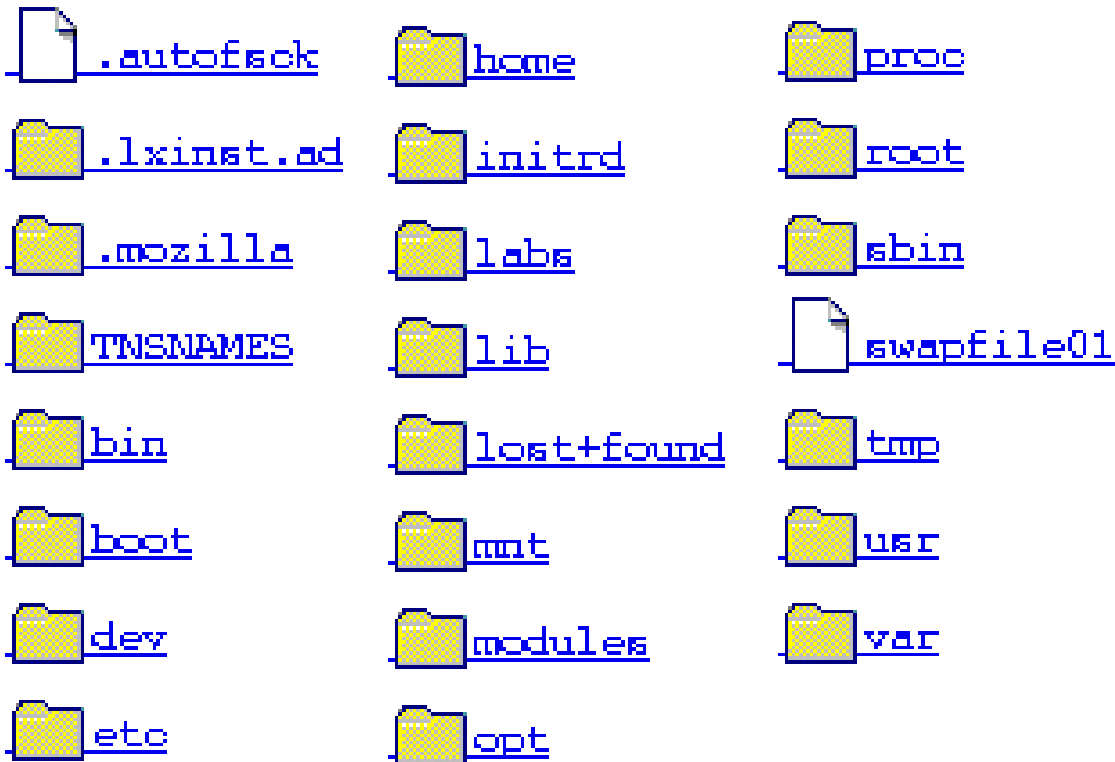 .autofsck
.lxinst.ad
.mozilla
TNSNAMES
bin
boot
dev
etc
home
initrd
labs
lib
lost+found
mnt
modules
opt
proc
root
sbin
swapfile01
tmp
usr
var